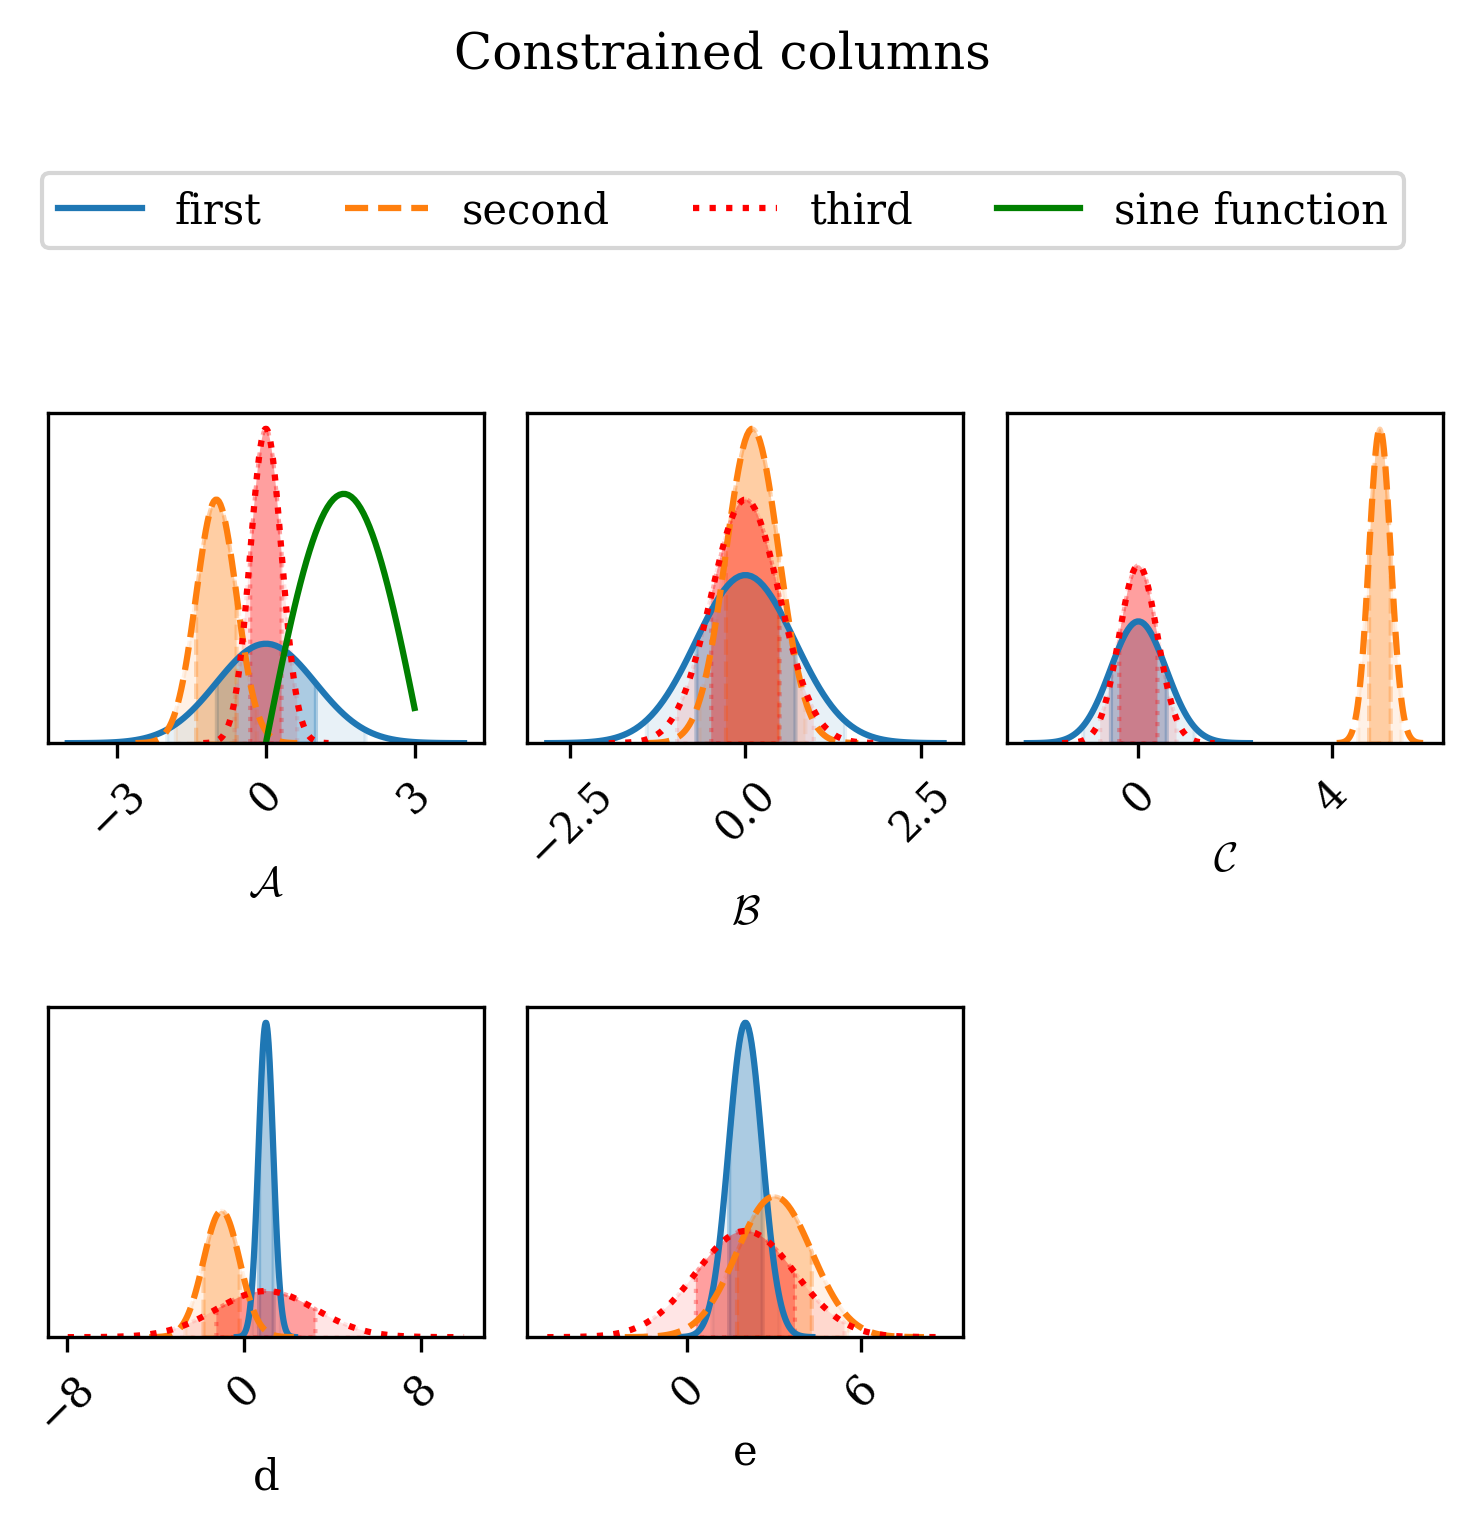 Constrained columns
first second third sine function
−3 0 3
𝒜
−2.5 0.0 2.5
ℬ
0 4
𝒞
−8 0 8
d
0 6
e